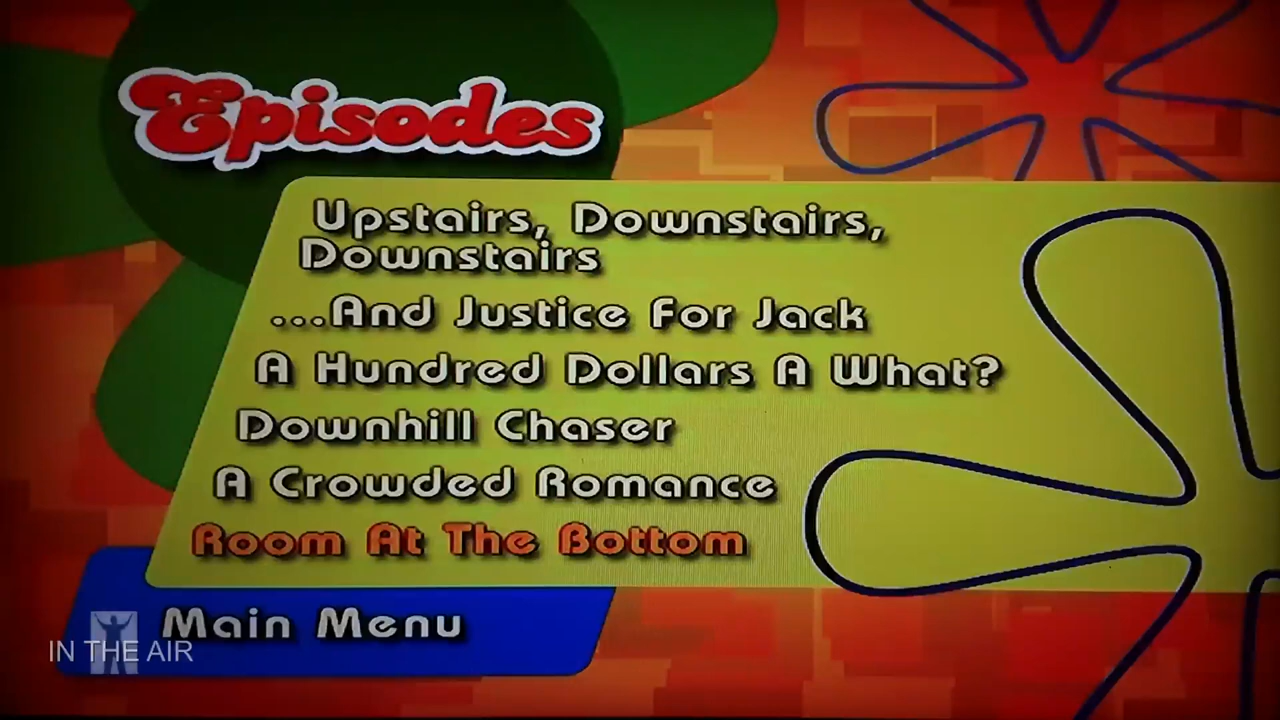 Episodes
Upstairs, Downstairs,
Downstairs
...And Justice For Jack
A Hundred Dollars A What?
Downhill Chaser
A Crowded Romance
Room At The Bottom
Main Menu
IN THE AIR